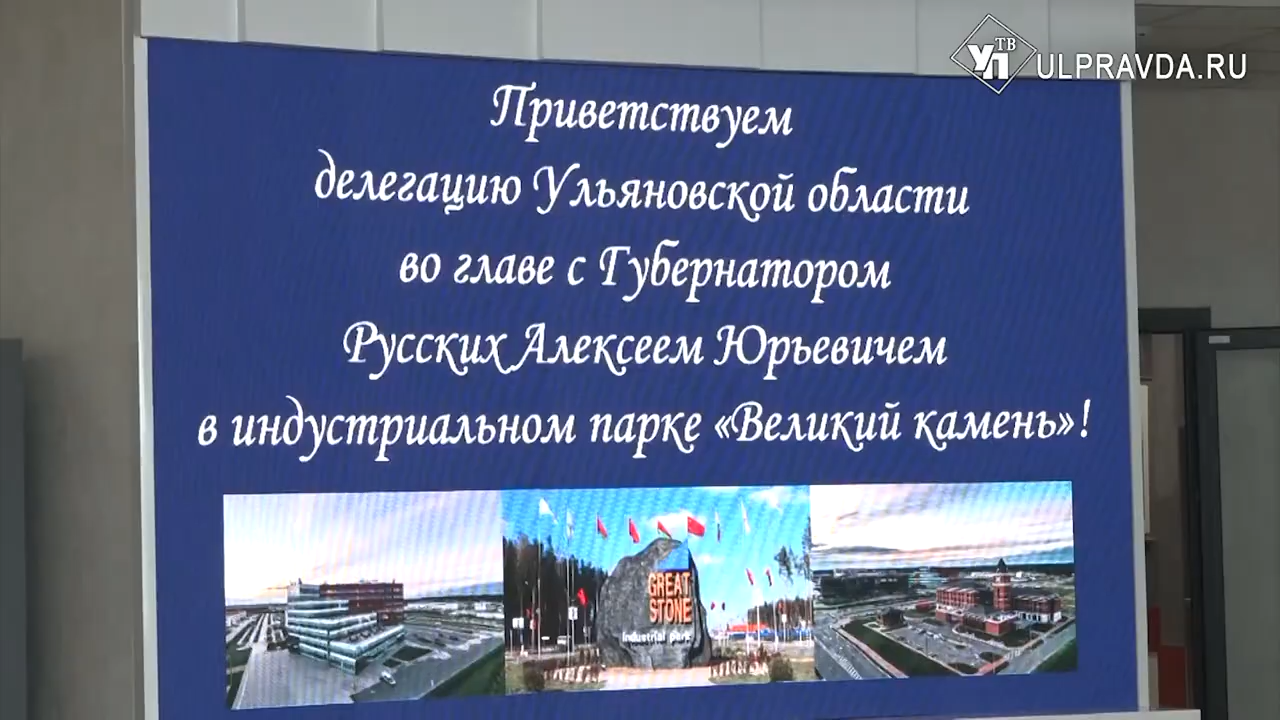 УП ТВ ULPRAVDA.RU
Приветствуем
делегацию Ульяновской области
во главе с Губернатором
Русских Алексеем Юрьевичем
в индустриальном парке «Великий камень»!
GREAT
STONE
industrial park